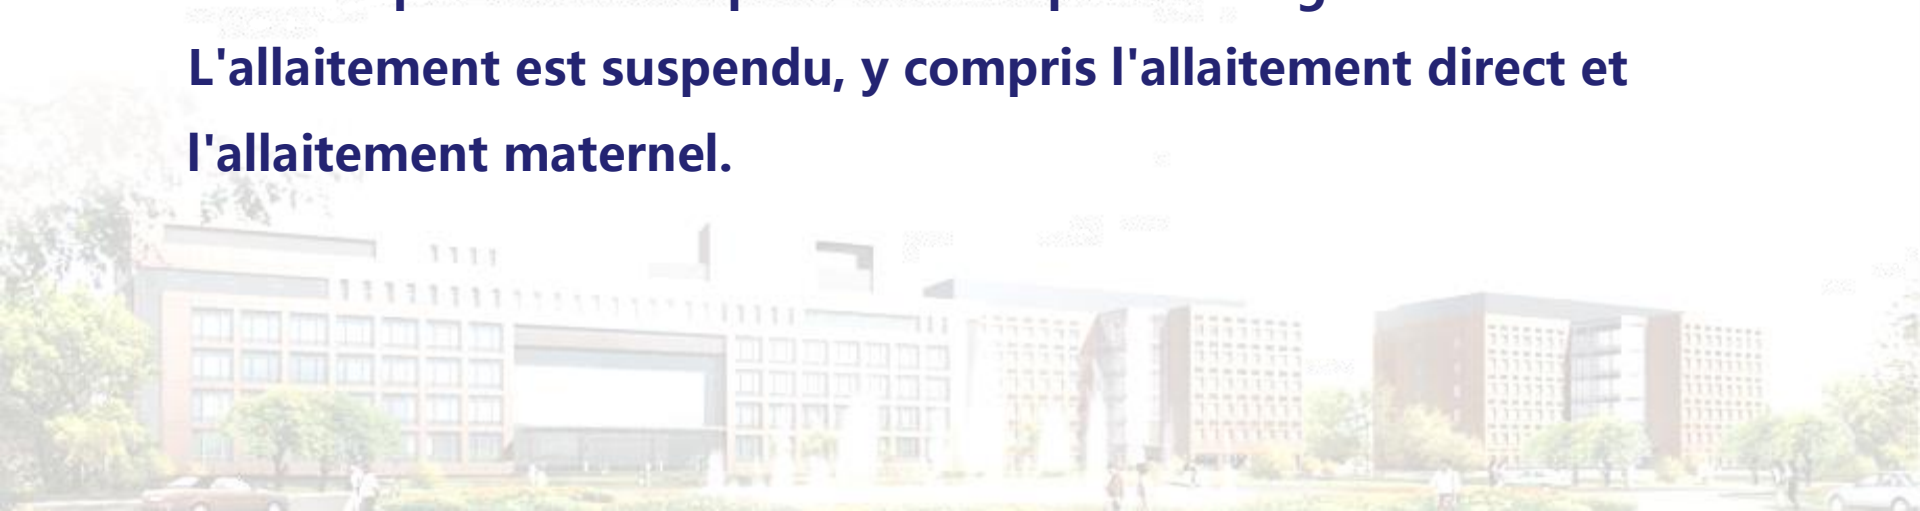 L'allaitement est suspendu, y compris l'allaitement direct et
l'allaitement maternel.